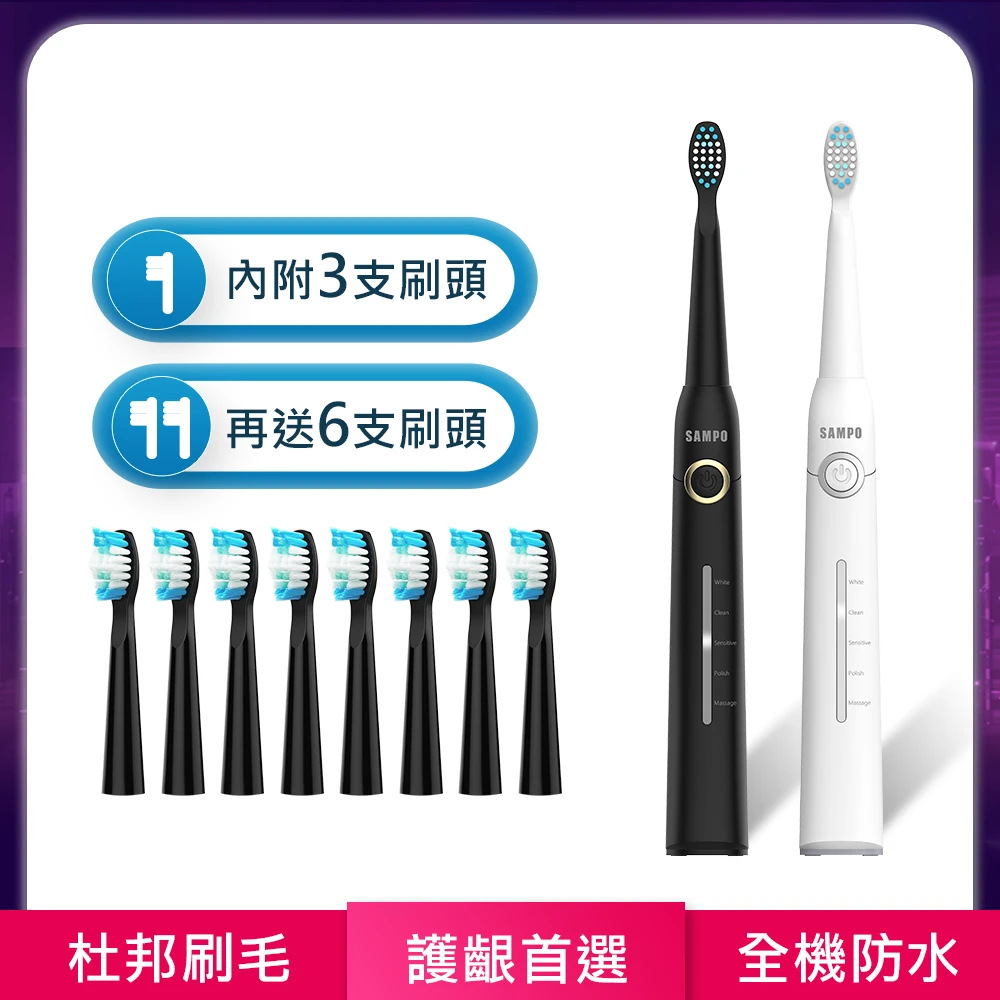 內附3支刷頭
再送6支刷頭
SAMPO
White
Clean
Sensitive
Polish
Massage
SAMPO
White
Clean
Sensitive
Polish
Massage
杜邦刷毛
護齦首選
全機防水